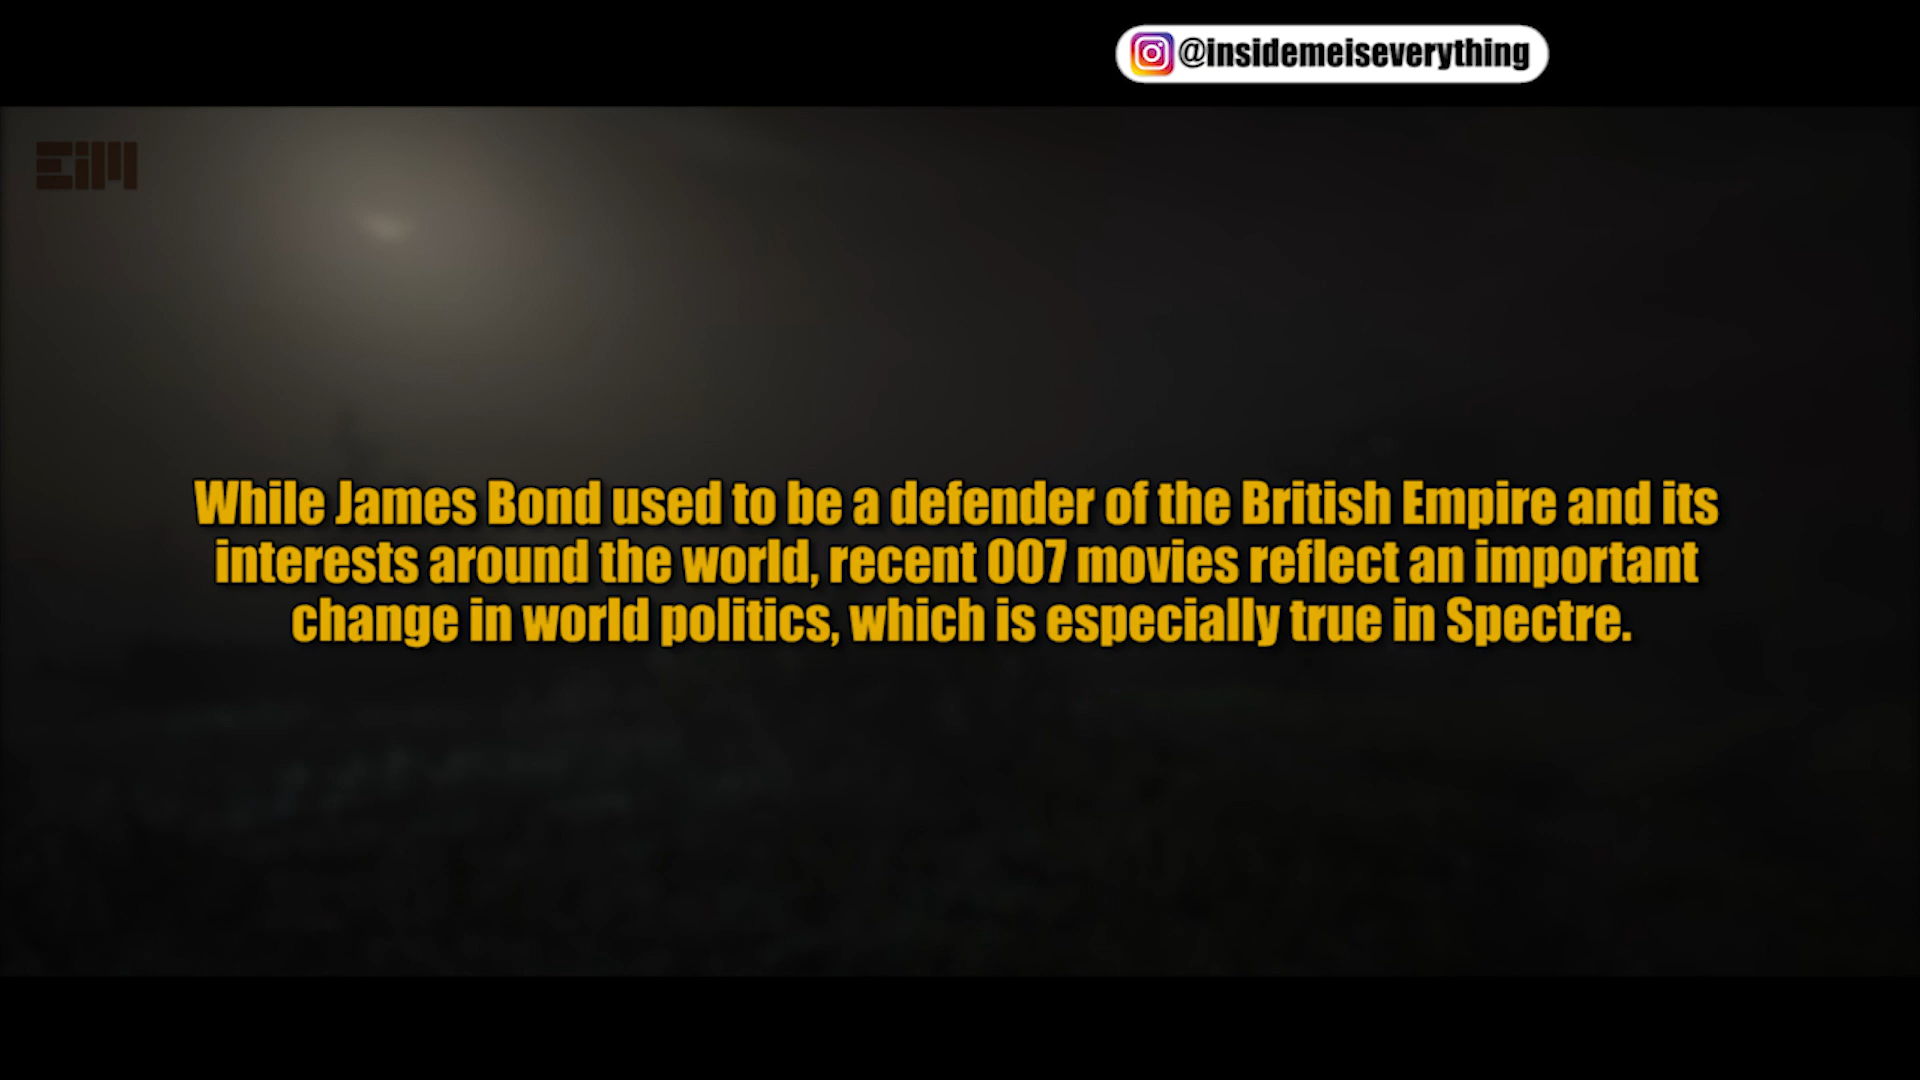 @insidemeiseverything
EiM
While James Bond used to be a defender of the British Empire and its
interests around the world, recent 007 movies reflect an important
change in world politics, which is especially true in Spectre.